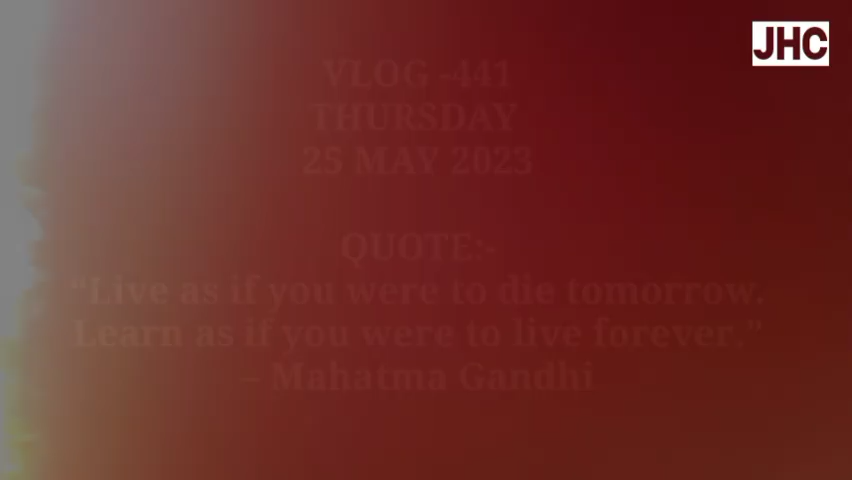 JHC
VLOG -441
THURSDAY
25 MAY 2023
QUOTE:-
“Live as if you were to die tomorrow.
Learn as if you were to live forever.”
– Mahatma Gandhi